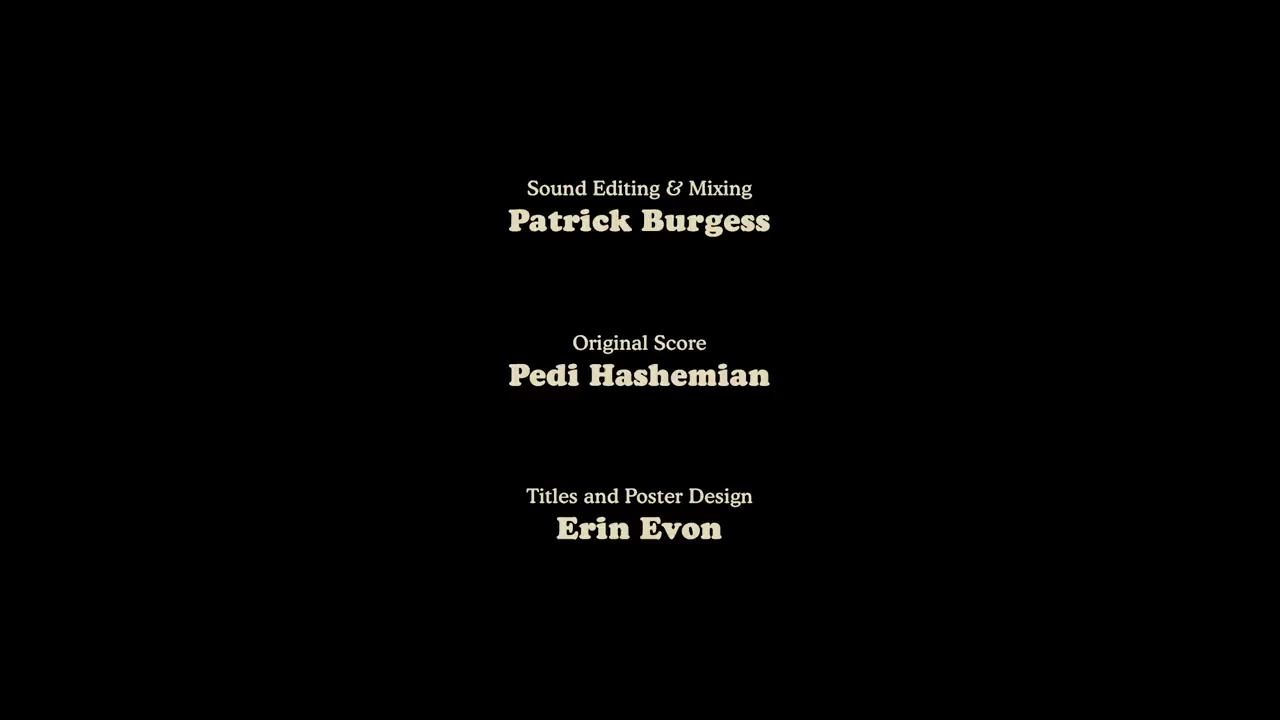 Sound Editing & Mixing
Patrick Burgess
Original Score
Pedi Hashemian
Titles and Poster Design
Erin Evon